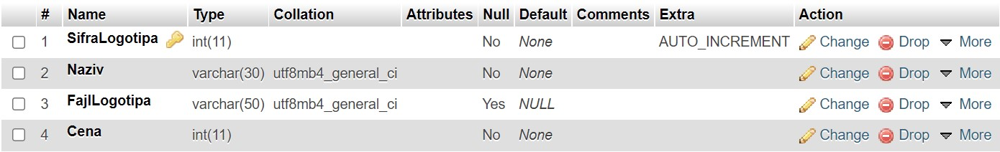 # Name Type Collation Attributes Null Default Comments Extra Action
1 SifraLogotipa int(11) No None AUTO_INCREMENT Change Drop More
2 Naziv varchar(30) utf8mb4_general_ci No None Change Drop More
3 FajlLogotipa varchar(50) utf8mb4_general_ci Yes NULL Change Drop More
4 Cena int(11) No None Change Drop More